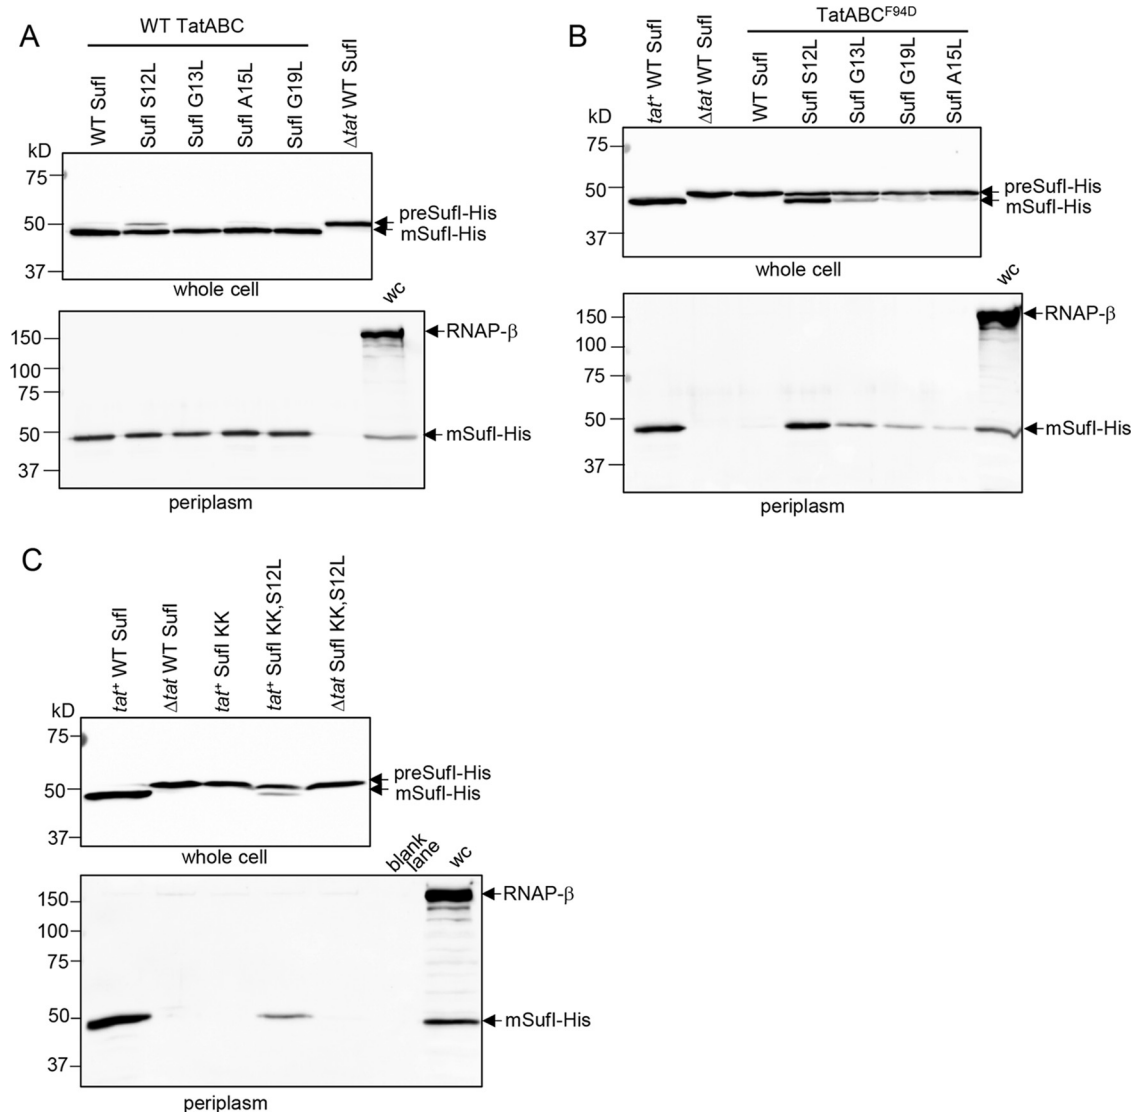 A
WT TatABC
WT SufI
SufI S12L
SufI G13L
SufI A15L
SufI G19L
Δtat WT SufI
kD
75
50
37
preSufI-His
mSufI-His
whole cell
wc
150
100
75
50
37
RNAP-β
mSufI-His
periplasm
B
TatABCF94D
tat+ WT SufI
Δtat WT SufI
WT SufI
SufI S12L
SufI G13L
SufI G19L
SufI A15L
kD
75
50
37
preSufI-His
mSufI-His
whole cell
wc
150
100
75
50
37
RNAP-β
mSufI-His
periplasm
C
tat+ WT SufI
Δtat WT SufI
tat+ SufI KK
tat+ SufI KK,S12L
Δtat SufI KK,S12L
kD
75
50
37
preSufI-His
mSufI-His
whole cell
blank
lane
wc
150
100
75
50
37
RNAP-β
mSufI-His
periplasm